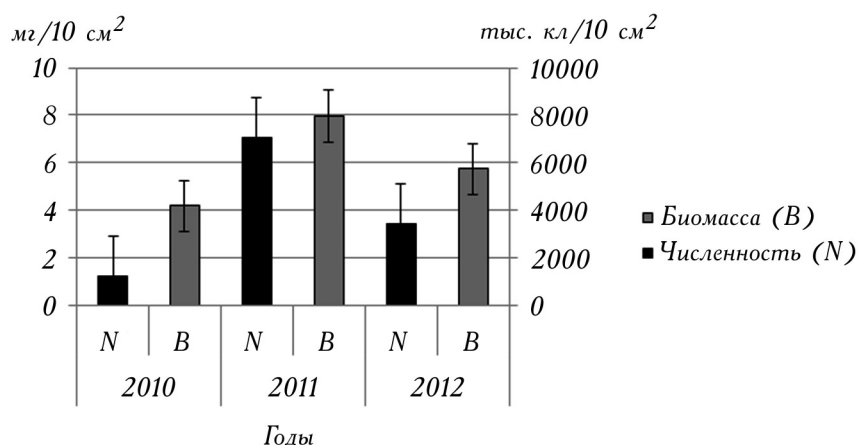 мг/10 см²
тыс. кл/10 см²
10
8
6
4
2
0
10000
8000
6000
4000
2000
0
Биомасса (В)
Численность (N)
N B N B N B
2010 2011 2012
Годы